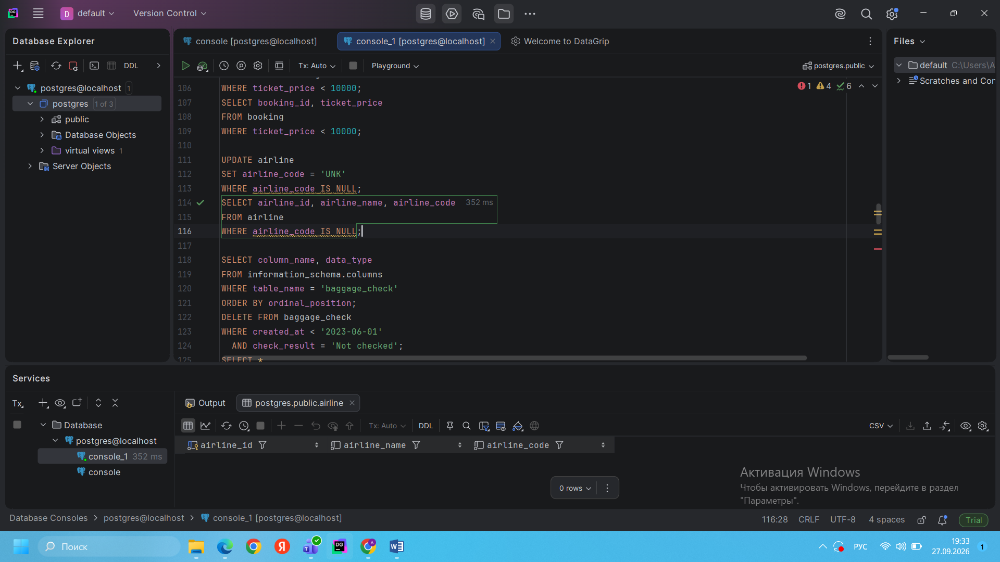 D default
Version Control
Database Explorer
console [postgres@localhost]
console_1 [postgres@localhost]
Welcome to DataGrip
Files
DDL
Tx: Auto
Playground
postgres.public
default C:\Users\A
Scratches and Con
postgres@localhost 1
postgres 1 of 3
public
Database Objects
virtual views 1
Server Objects
1 4 6
106 WHERE ticket_price < 10000;
107 SELECT booking_id, ticket_price
108 FROM booking
109 WHERE ticket_price < 10000;
110
111 UPDATE airline
112 SET airline_code = 'UNK'
113 WHERE airline_code IS NULL;
114 SELECT airline_id, airline_name, airline_code 352 ms
115 FROM airline
116 WHERE airline_code IS NULL;
117
118 SELECT column_name, data_type
119 FROM information_schema.columns
120 WHERE table_name = 'baggage_check'
121 ORDER BY ordinal_position;
122 DELETE FROM baggage_check
123 WHERE created_at < '2023-06-01'
124 AND check_result = 'Not checked';
125 SELECT *
Services
Tx
Output
postgres.public.airline
Database
postgres@localhost
console_1 352 ms
console
Tx: Auto
DDL
CSV
airline_id
airline_name
airline_code
0 rows
Активация Windows
Чтобы активировать Windows, перейдите в раздел
"Параметры".
Database Consoles > postgres@localhost > console_1 [postgres@localhost]
116:28 CRLF UTF-8 4 spaces Trial
Поиск
РУС
19:33
27.09.2026
1